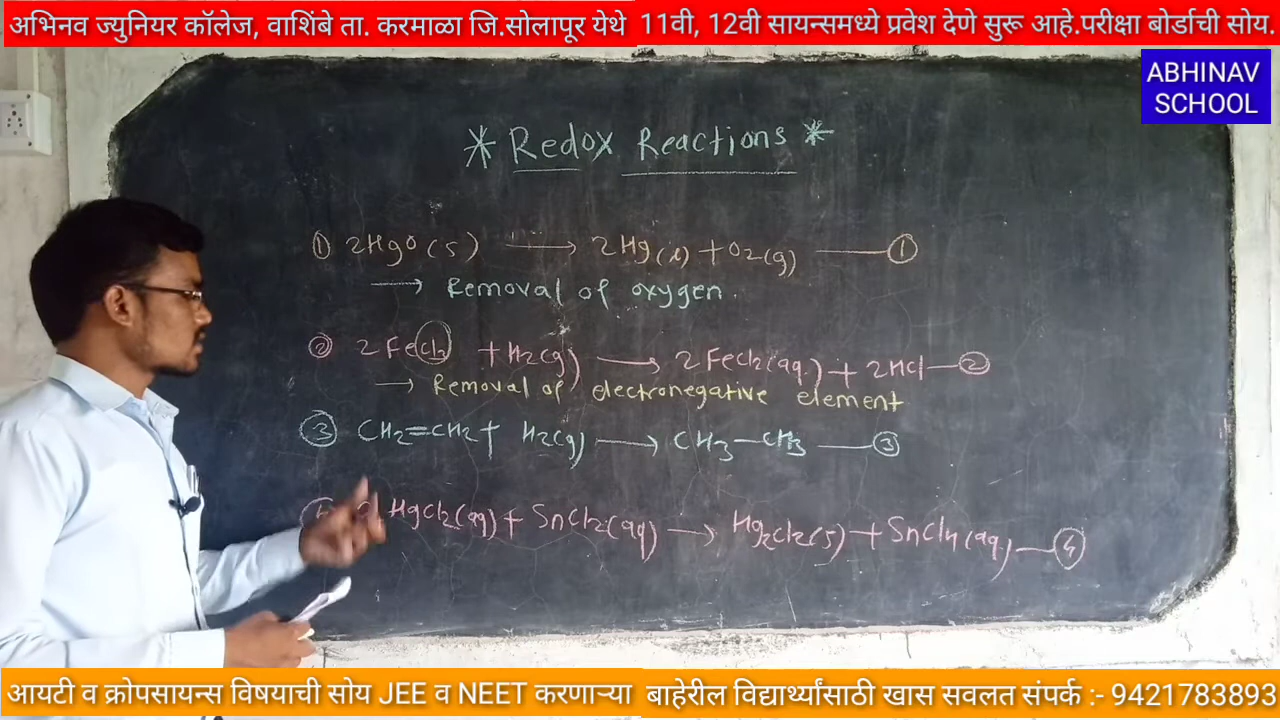 अभिनव ज्युनियर कॉलेज, वाशिंबे ता. करमाळा जि.सोलापूर येथे 11वी, 12वी सायन्समध्ये प्रवेश देणे सुरू आहे.परीक्षा बोर्डाची सोय.
ABHINAV
SCHOOL
* Redox Reactions *
① 2HgO(s) → 2Hg(l) + O2(g) — ①
→ Removal of oxygen.
② 2FeCl3 + H2(g) → 2FeCl2(aq.) + 2HCl — ②
→ Removal of electronegative element
③ CH2=CH2 + H2(g) → CH3—CH3 — ③
HgCl2(aq) + SnCl2(aq) → Hg2Cl2(s) + SnCl4(aq.) — ④
आयटी व क्रोपसायन्स विषयाची सोय JEE व NEET करणाऱ्या बाहेरील विद्यार्थ्यांसाठी खास सवलत संपर्क :- 9421783893